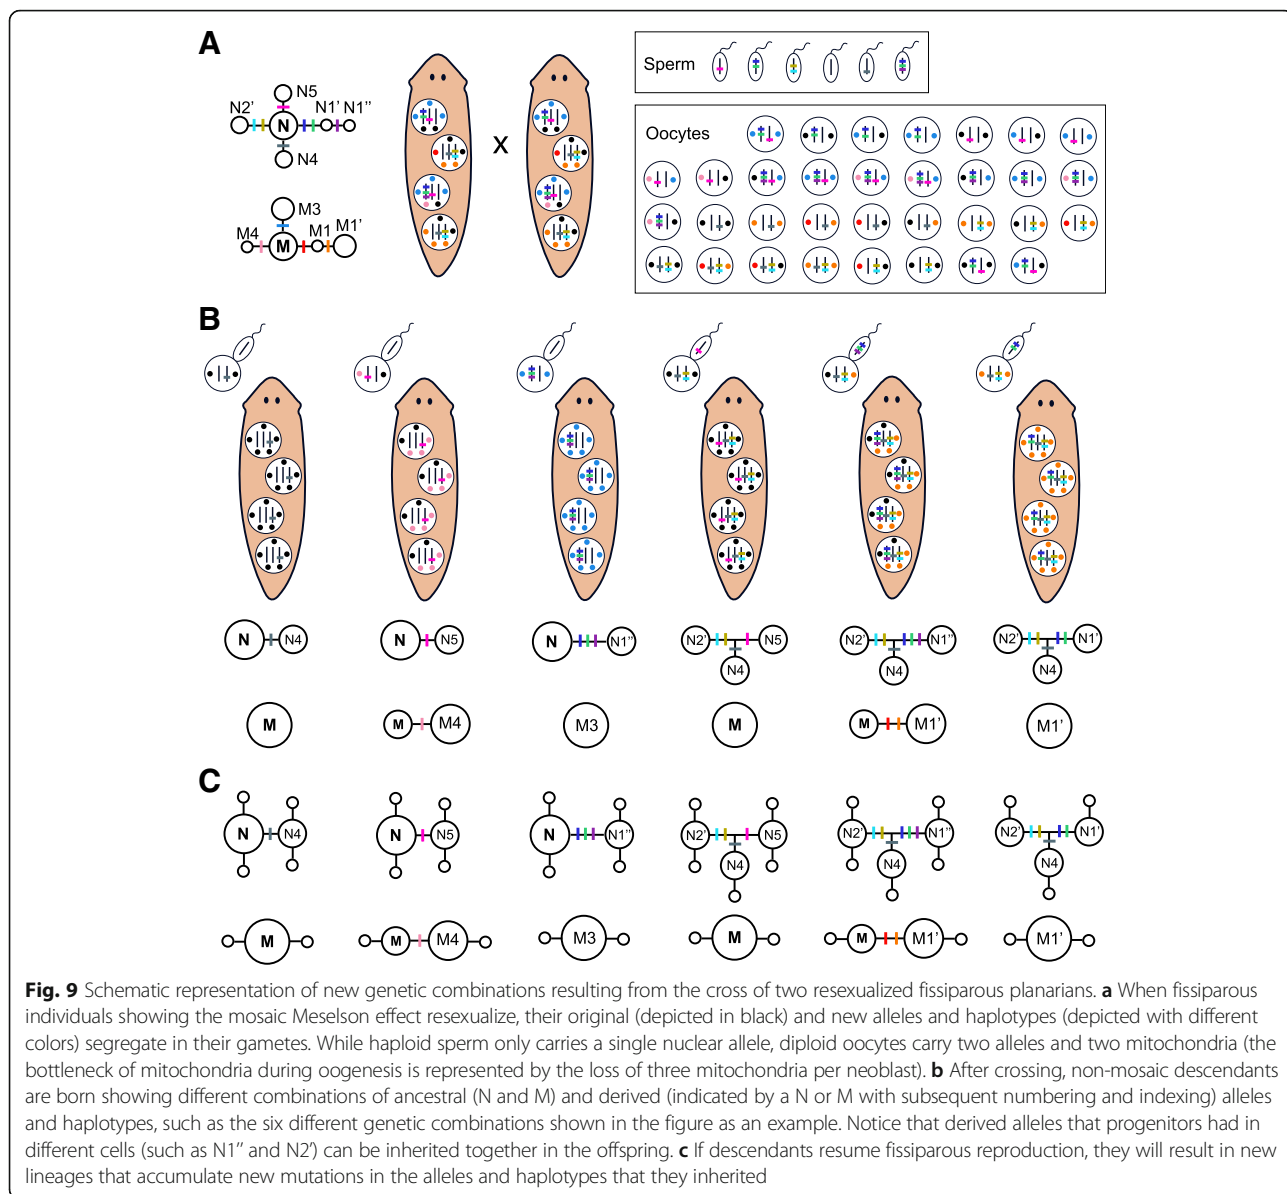 A
N5
N2' N1' N1''
N
N4
M3
M4 M1 M1'
M
X
Sperm
Oocytes
B
N N4
N N5
N N1''
N2' N5
N4
N2' N1''
N4
N2' N1'
N4
M
M M4
M3
M
M M1'
M1'
C
N N4
N N5
N N1''
N2' N5
N4
N2' N1''
N4
N2' N1'
N4
M
M M4
M3
M
M M1'
M1'
Fig. 9 Schematic representation of new genetic combinations resulting from the cross of two resexualized fissiparous planarians. a When fissiparous
individuals showing the mosaic Meselson effect resexualize, their original (depicted in black) and new alleles and haplotypes (depicted with different
colors) segregate in their gametes. While haploid sperm only carries a single nuclear allele, diploid oocytes carry two alleles and two mitochondria (the
bottleneck of mitochondria during oogenesis is represented by the loss of three mitochondria per neoblast). b After crossing, non-mosaic descendants
are born showing different combinations of ancestral (N and M) and derived (indicated by a N or M with subsequent numbering and indexing) alleles
and haplotypes, such as the six different genetic combinations shown in the figure as an example. Notice that derived alleles that progenitors had in
different cells (such as N1'' and N2') can be inherited together in the offspring. c If descendants resume fissiparous reproduction, they will result in new
lineages that accumulate new mutations in the alleles and haplotypes that they inherited